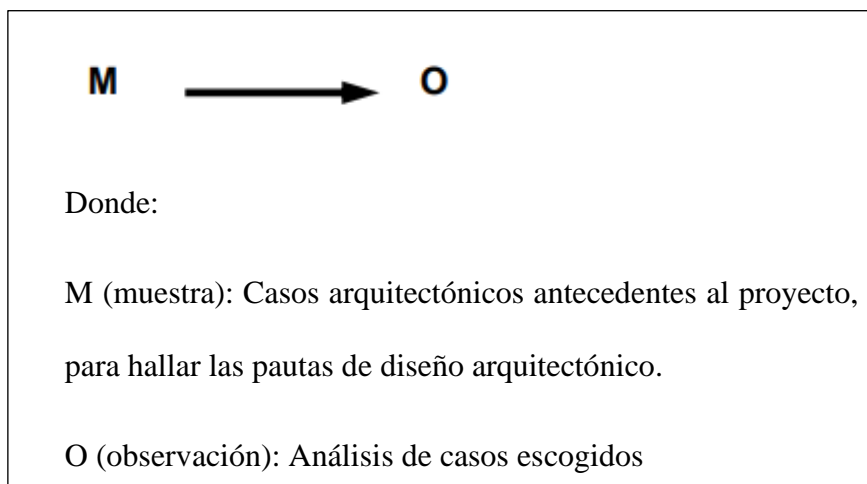 M O
Donde:
M (muestra): Casos arquitectónicos antecedentes al proyecto,
para hallar las pautas de diseño arquitectónico.
O (observación): Análisis de casos escogidos